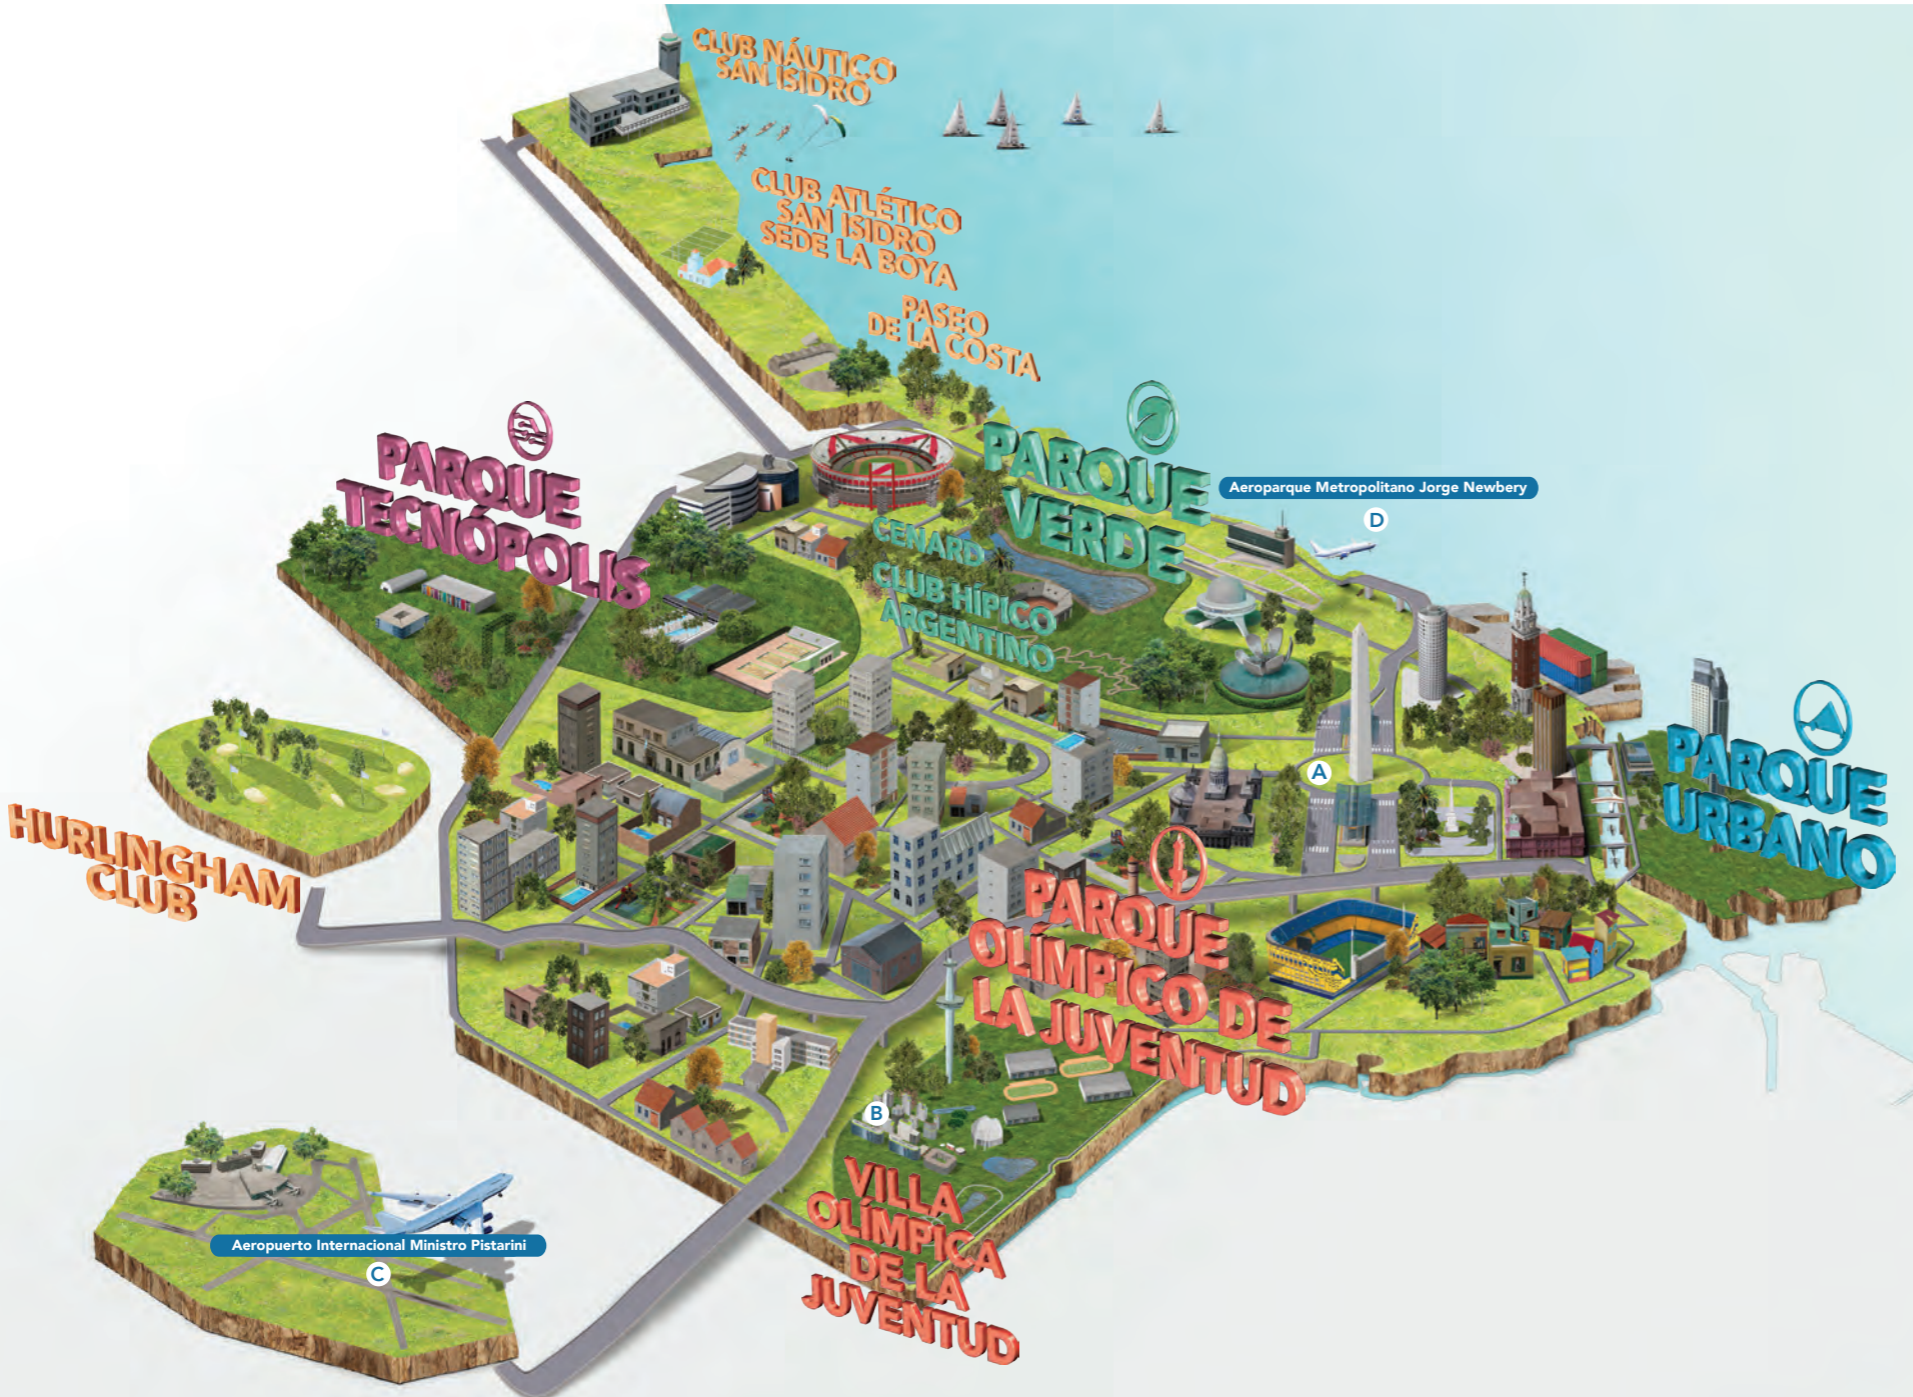 CLUB NÁUTICO
SAN ISIDRO
CLUB ATLÉTICO
SAN ISIDRO
SEDE LA BOYA
PASEO
DE LA COSTA
PARQUE
TECNÓPOLIS
PARQUE
VERDE
Aeroparque Metropolitano Jorge Newbery
D
CENARD
CLUB HÍPICO
ARGENTINO
A
PARQUE
URBANO
HURLINGHAM
CLUB
PARQUE
OLÍMPICO DE
LA JUVENTUD
B
VILLA
OLÍMPICA
DE LA
JUVENTUD
Aeropuerto Internacional Ministro Pistarini
C